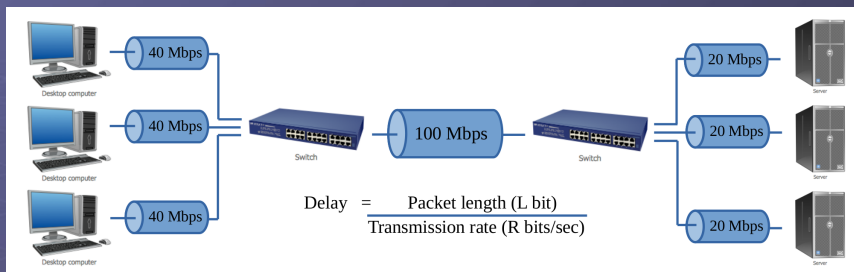 40 Mbps
20 Mbps
Desktop computer
Server
40 Mbps
100 Mbps
20 Mbps
Switch
Switch
Desktop computer
Server
Delay = Packet length (L bit)
Transmission rate (R bits/sec)
40 Mbps
20 Mbps
Desktop computer
Server